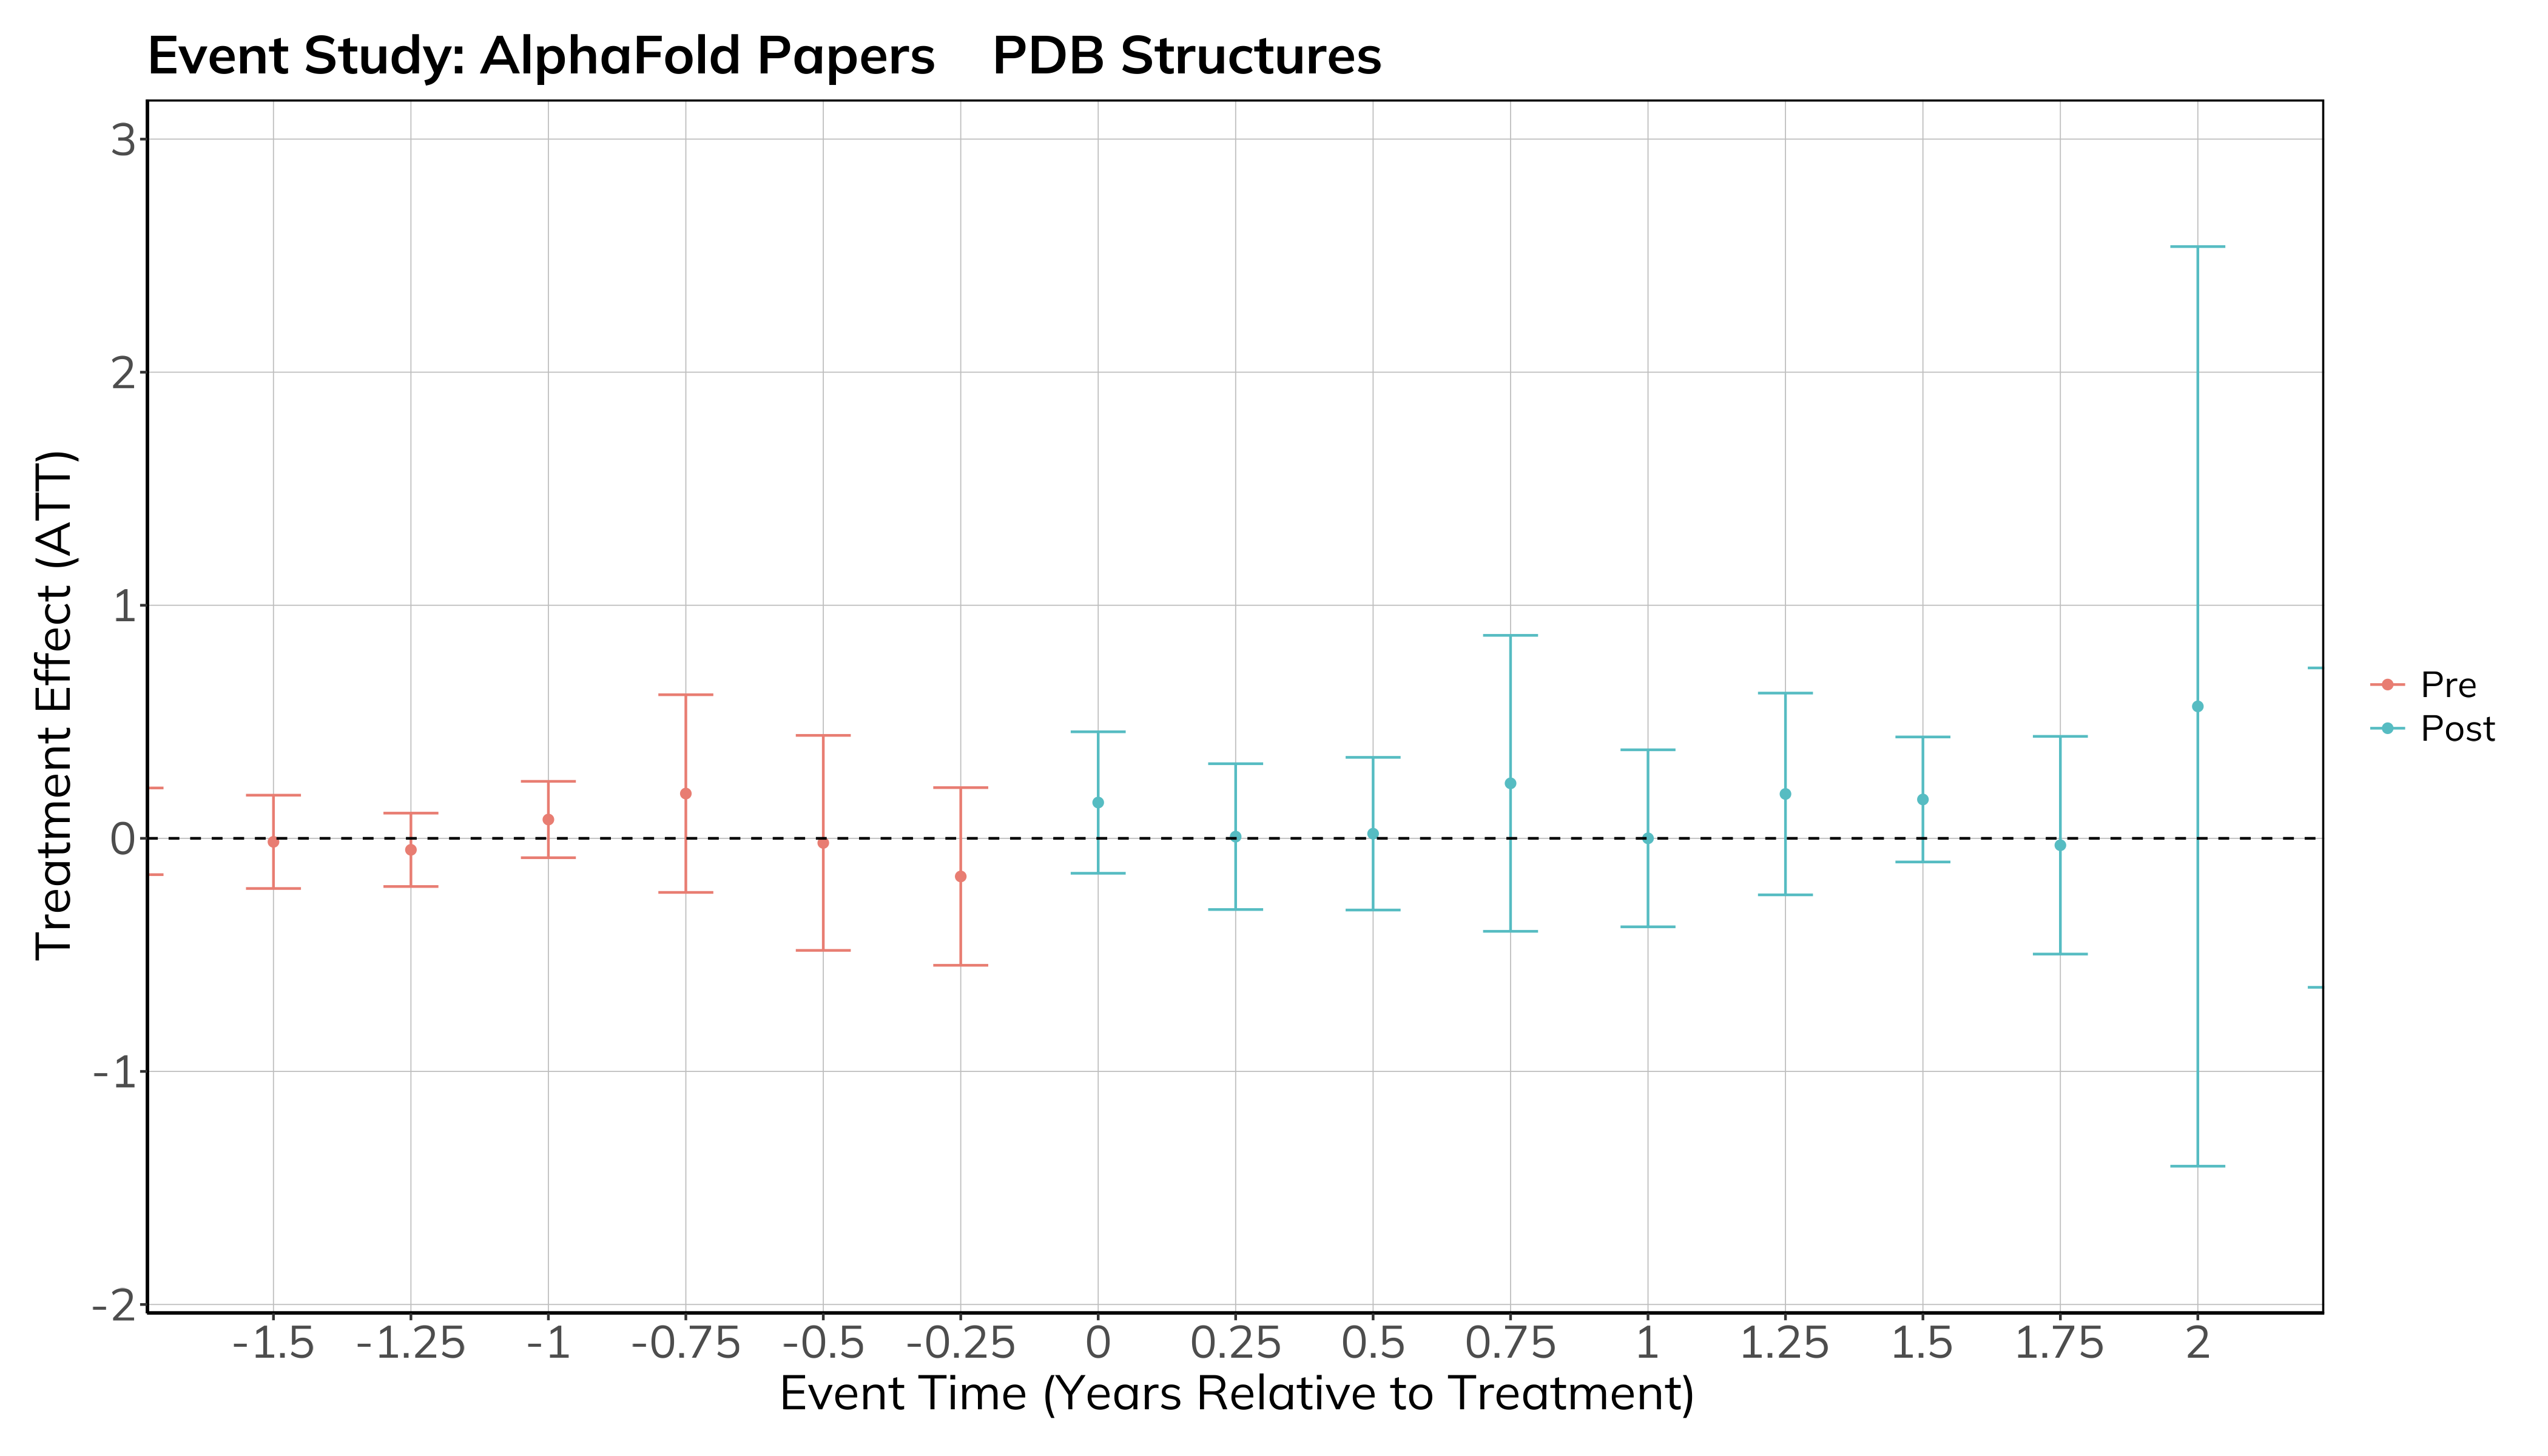 Event Study: AlphaFold Papers PDB Structures
Treatment Effect (ATT)
3
2
1
0
-1
-2
-1.5 -1.25 -1 -0.75 -0.5 -0.25 0 0.25 0.5 0.75 1 1.25 1.5 1.75 2
Event Time (Years Relative to Treatment)
Pre
Post